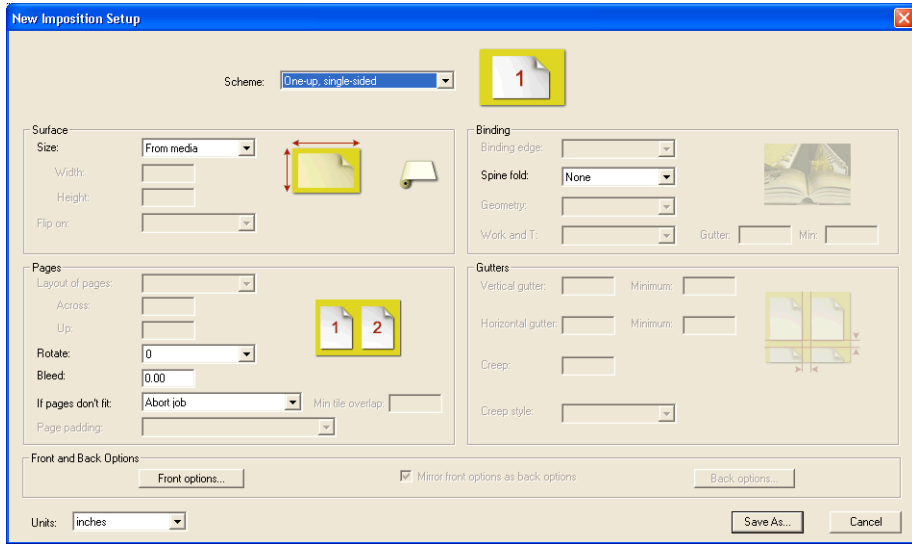 New Imposition Setup
Scheme: One-up, single-sided
1
Surface
Size: From media
Width:
Height:
Flip on:
Binding
Binding edge:
Spine fold: None
Geometry:
Work and T: Gutter: Min:
Pages
Layout of pages:
Across:
Up:
1 2
Rotate: 0
Bleed: 0.00
If pages don't fit: Abort job Min tile overlap:
Page padding:
Gutters
Vertical gutter: Minimum:
Horizontal gutter: Minimum:
Creep:
Creep style:
Front and Back Options
Front options... Mirror front options as back options Back options...
Units: inches Save As... Cancel